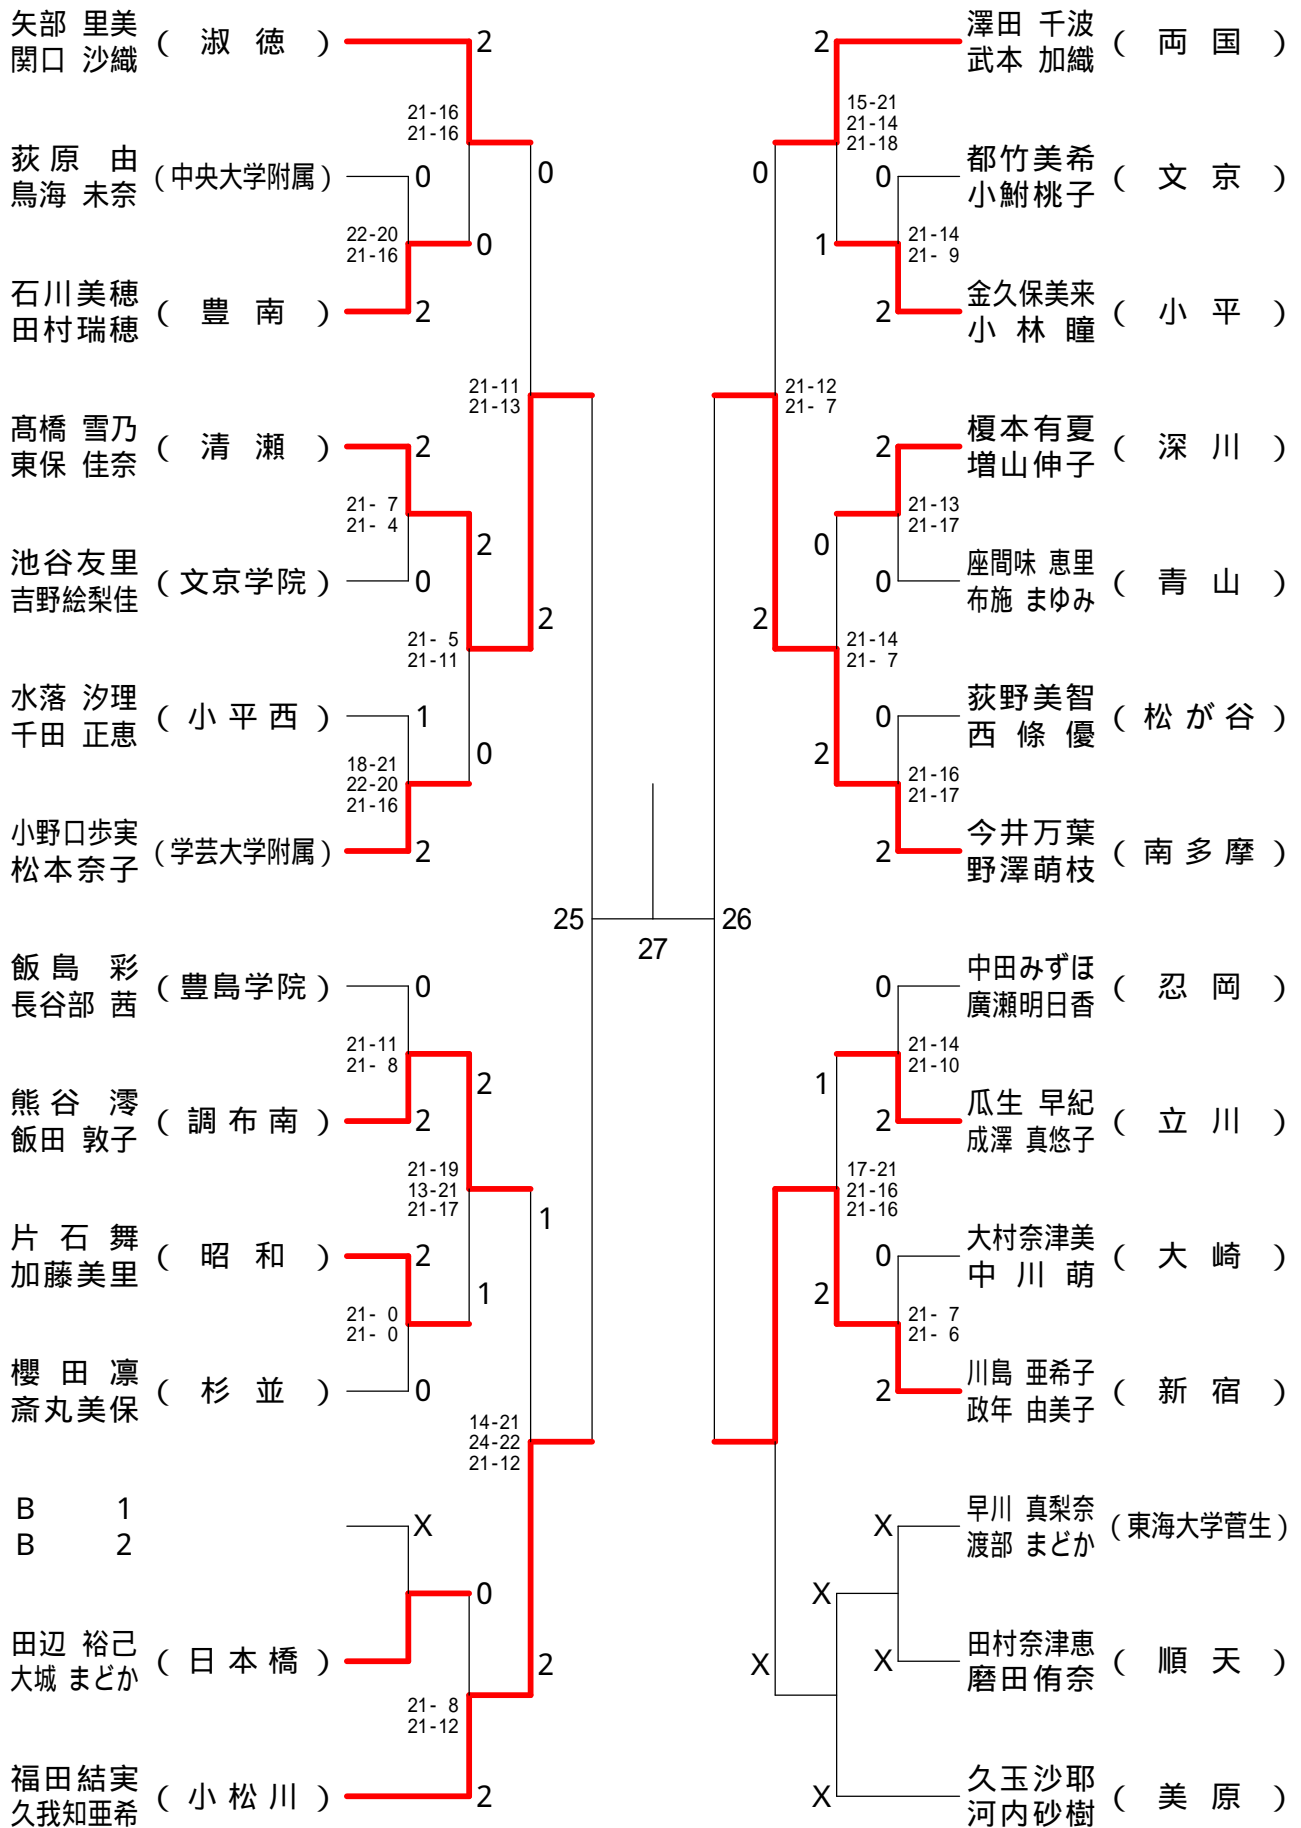 矢部 里美
関口 沙織
( 淑 徳 )
2
21-16
21-16
荻原 由
鳥海 未奈
(中央大学附属)
0
0
22-20
21-16
0
石川美穂
田村瑞穂
( 豊 南 )
2
21-11
21-13
髙橋 雪乃
東保 佳奈
( 清 瀬 )
2
21- 7
21- 4
2
池谷友里
吉野絵梨佳
(文京学院)
0
2
21- 5
21-11
水落 汐理
千田 正恵
(小平西)
1
0
18-21
22-20
21-16
小野口歩実
松本奈子
(学芸大学附属)
2
25
27
飯島 彩
長谷部 茜
(豊島学院)
0
21-11
21- 8
2
熊谷 澪
飯田 敦子
(調布南)
2
21-19
13-21
21-17
1
片石 舞
加藤美里
( 昭 和 )
2
1
21- 0
21- 0
櫻田 凛
斎丸美保
( 杉 並 )
0
14-21
24-22
21-12
B 1
B 2
X
0
田辺 裕己
大城 まどか
(日本橋)
2
21- 8
21-12
福田結実
久我知亜希
(小松川)
2
2
澤田 千波
武本 加織
( 両 国 )
15-21
21-14
21-18
0
0
都竹美希
小鮒桃子
( 文 京 )
1
21-14
21- 9
2
金久保美来
小林 瞳
( 小 平 )
21-12
21- 7
2
榎本有夏
増山伸子
( 深 川 )
21-13
21-17
0
0
座間味 恵里
布施 まゆみ
( 青 山 )
2
21-14
21- 7
0
荻野美智
西條 優
(松が谷)
2
21-16
21-17
2
今井万葉
野澤萌枝
(南多摩)
26
0
中田みずほ
廣瀬明日香
( 忍 岡 )
21-14
21-10
1
2
瓜生 早紀
成澤 真悠子
( 立 川 )
17-21
21-16
21-16
0
大村奈津美
中川 萌
( 大 崎 )
2
21- 7
21- 6
2
川島 亜希子
政年 由美子
( 新 宿 )
X
早川 真梨奈
渡部 まどか
(東海大学菅生)
X
X
X
田村奈津恵
磨田侑奈
( 順 天 )
X
久玉沙耶
河内砂樹
( 美 原 )